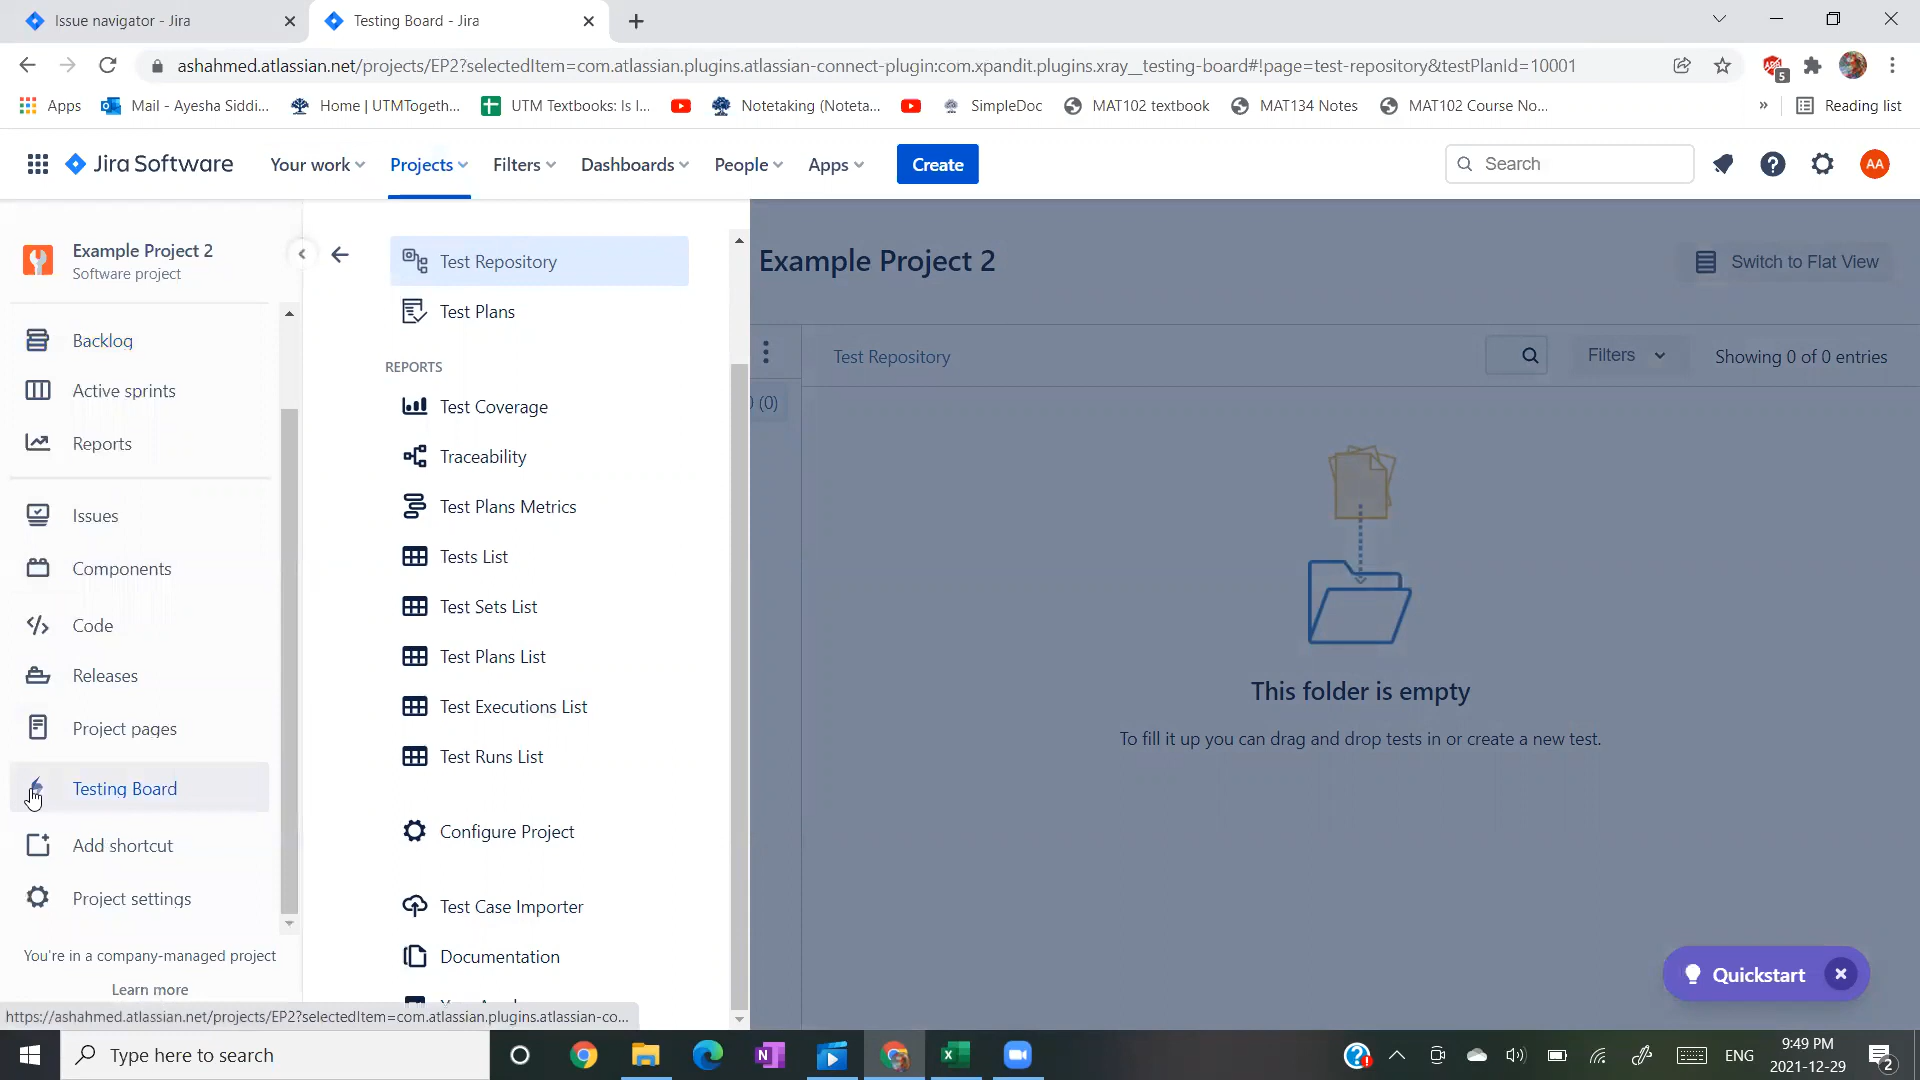 Issue navigator - Jira
Testing Board - Jira
ashahmed.atlassian.net/projects/EP2?selectedItem=com.atlassian.plugins.atlassian-connect-plugin:com.xpandit.plugins.xray__testing-board#!page=test-repository&testPlanId=10001
5
Apps
Mail - Ayesha Siddi...
Home | UTMTogeth...
UTM Textbooks: Is I...
Notetaking (Noteta...
SimpleDoc
MAT102 textbook
MAT134 Notes
MAT102 Course No...
»
Reading list
Jira Software
Your work
Projects
Filters
Dashboards
People
Apps
Create
Search
AA
Example Project 2
Software project
Backlog
Active sprints
Reports
Issues
Components
Code
Releases
Project pages
Testing Board
Add shortcut
Project settings
You're in a company-managed project
Learn more
Test Repository
Test Plans
REPORTS
Test Coverage
Traceability
Test Plans Metrics
Tests List
Test Sets List
Test Plans List
Test Executions List
Test Runs List
Configure Project
Test Case Importer
Documentation
Example Project 2
Switch to Flat View
(0)
Test Repository
Filters
Showing 0 of 0 entries
This folder is empty
To fill it up you can drag and drop tests in or create a new test.
Quickstart
https://ashahmed.atlassian.net/projects/EP2?selectedItem=com.atlassian.plugins.atlassian-co...
Type here to search
ENG
9:49 PM
2021-12-29
2